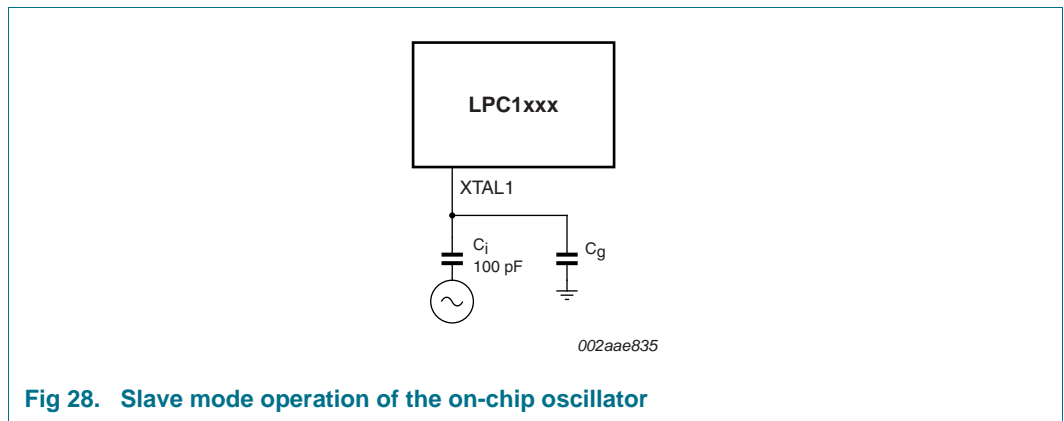 LPC1xxx
XTAL1
Ci
100 pF
Cg
002aae835
Fig 28. Slave mode operation of the on-chip oscillator